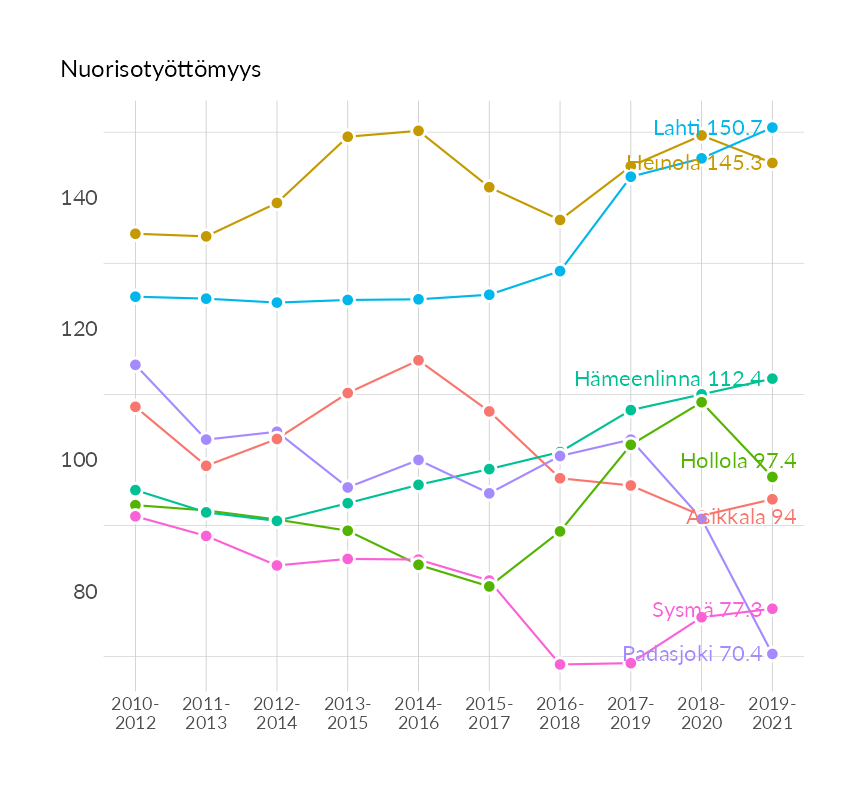 Nuorisotyöttömyys
Lahti 150.7
Heinola 145.3
140
120
Hämeenlinna 112.4
100
Hollola 97.4
Asikkala 94
80
Sysmä 77.3
Padasjoki 70.4
2010- 2011- 2012- 2013- 2014- 2015- 2016- 2017- 2018- 2019-
2012 2013 2014 2015 2016 2017 2018 2019 2020 2021